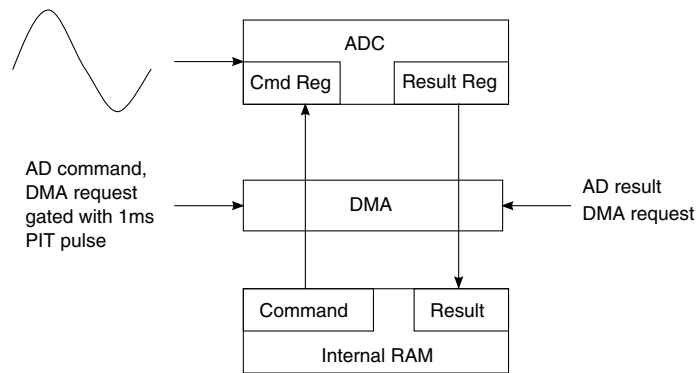 ADC
Cmd Reg
Result Reg
AD command,
DMA request
gated with 1ms
PIT pulse
DMA
AD result
DMA request
Command
Result
Internal RAM